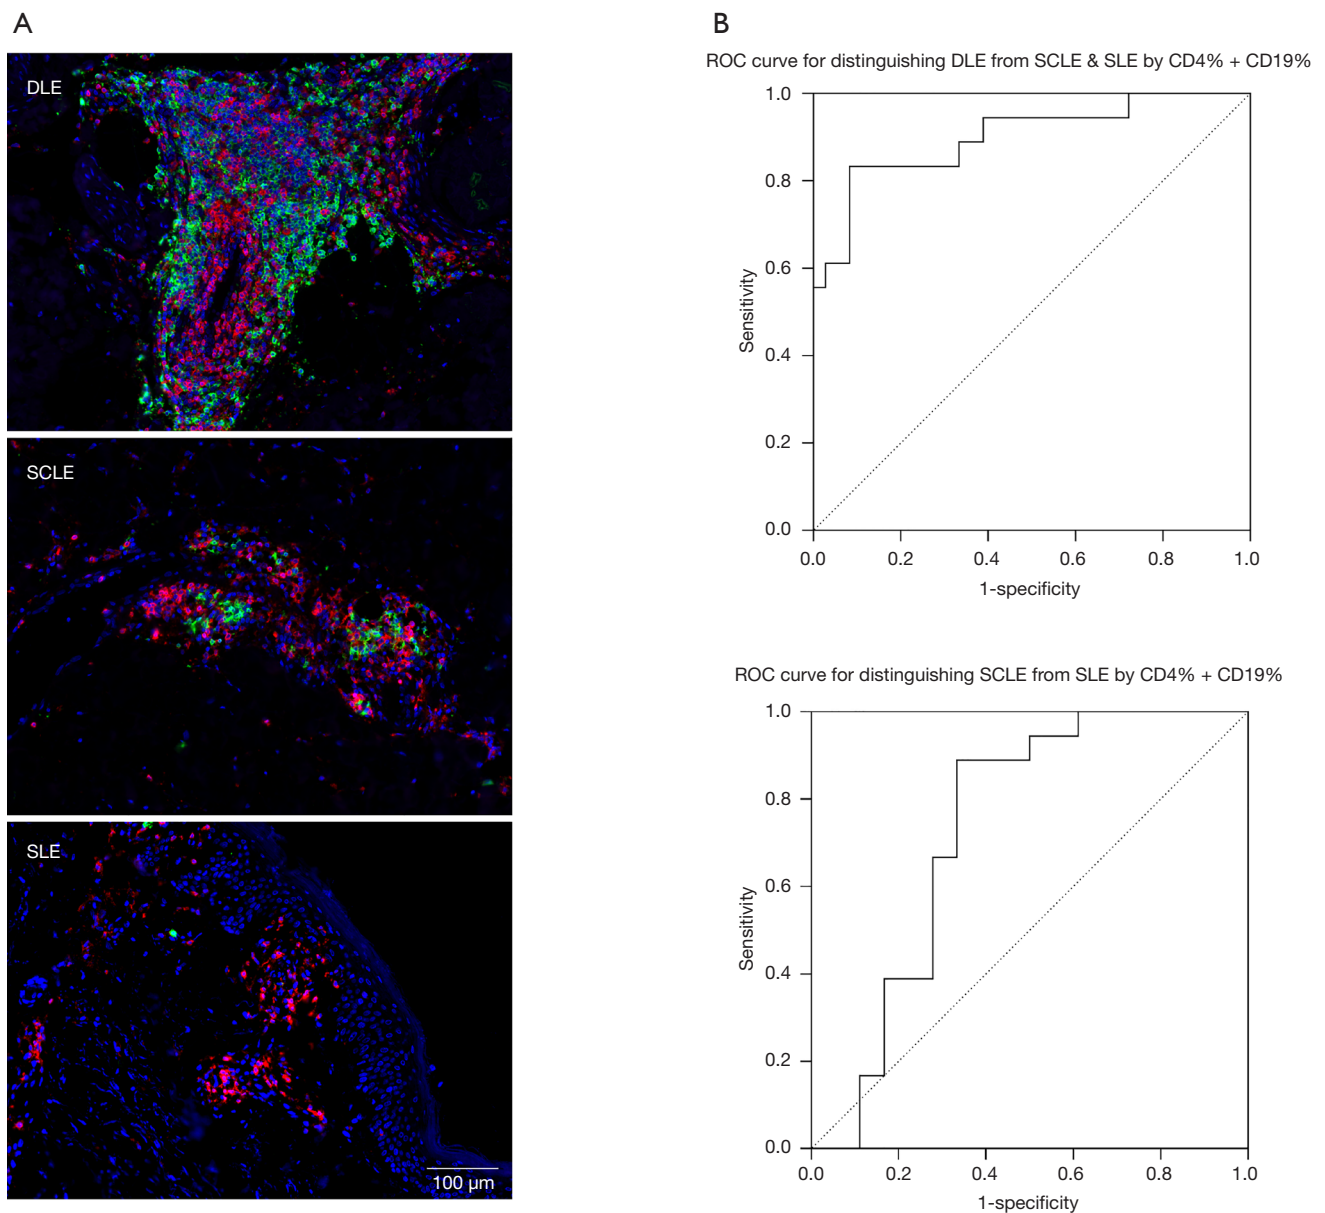 A
DLE
SCLE
SLE
100 μm
B
ROC curve for distinguishing DLE from SCLE & SLE by CD4% + CD19%
1.0
0.8
0.6
0.4
0.2
0.0
Sensitivity
0.0 0.2 0.4 0.6 0.8 1.0
1-specificity
ROC curve for distinguishing SCLE from SLE by CD4% + CD19%
1.0
0.8
0.6
0.4
0.2
0.0
Sensitivity
0.0 0.2 0.4 0.6 0.8 1.0
1-specificity